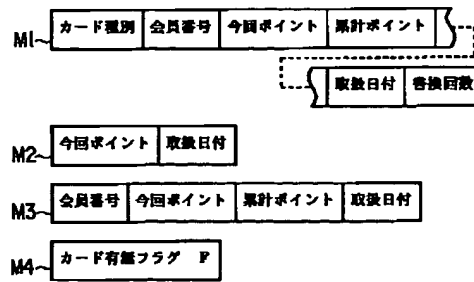 M1 カード種別 会員番号 今回ポイント 累計ポイント
取扱日付 書換回数
M2 今回ポイント 取扱日付
M3 会員番号 今回ポイント 累計ポイント 取扱日付
M4 カード有無フラグ F